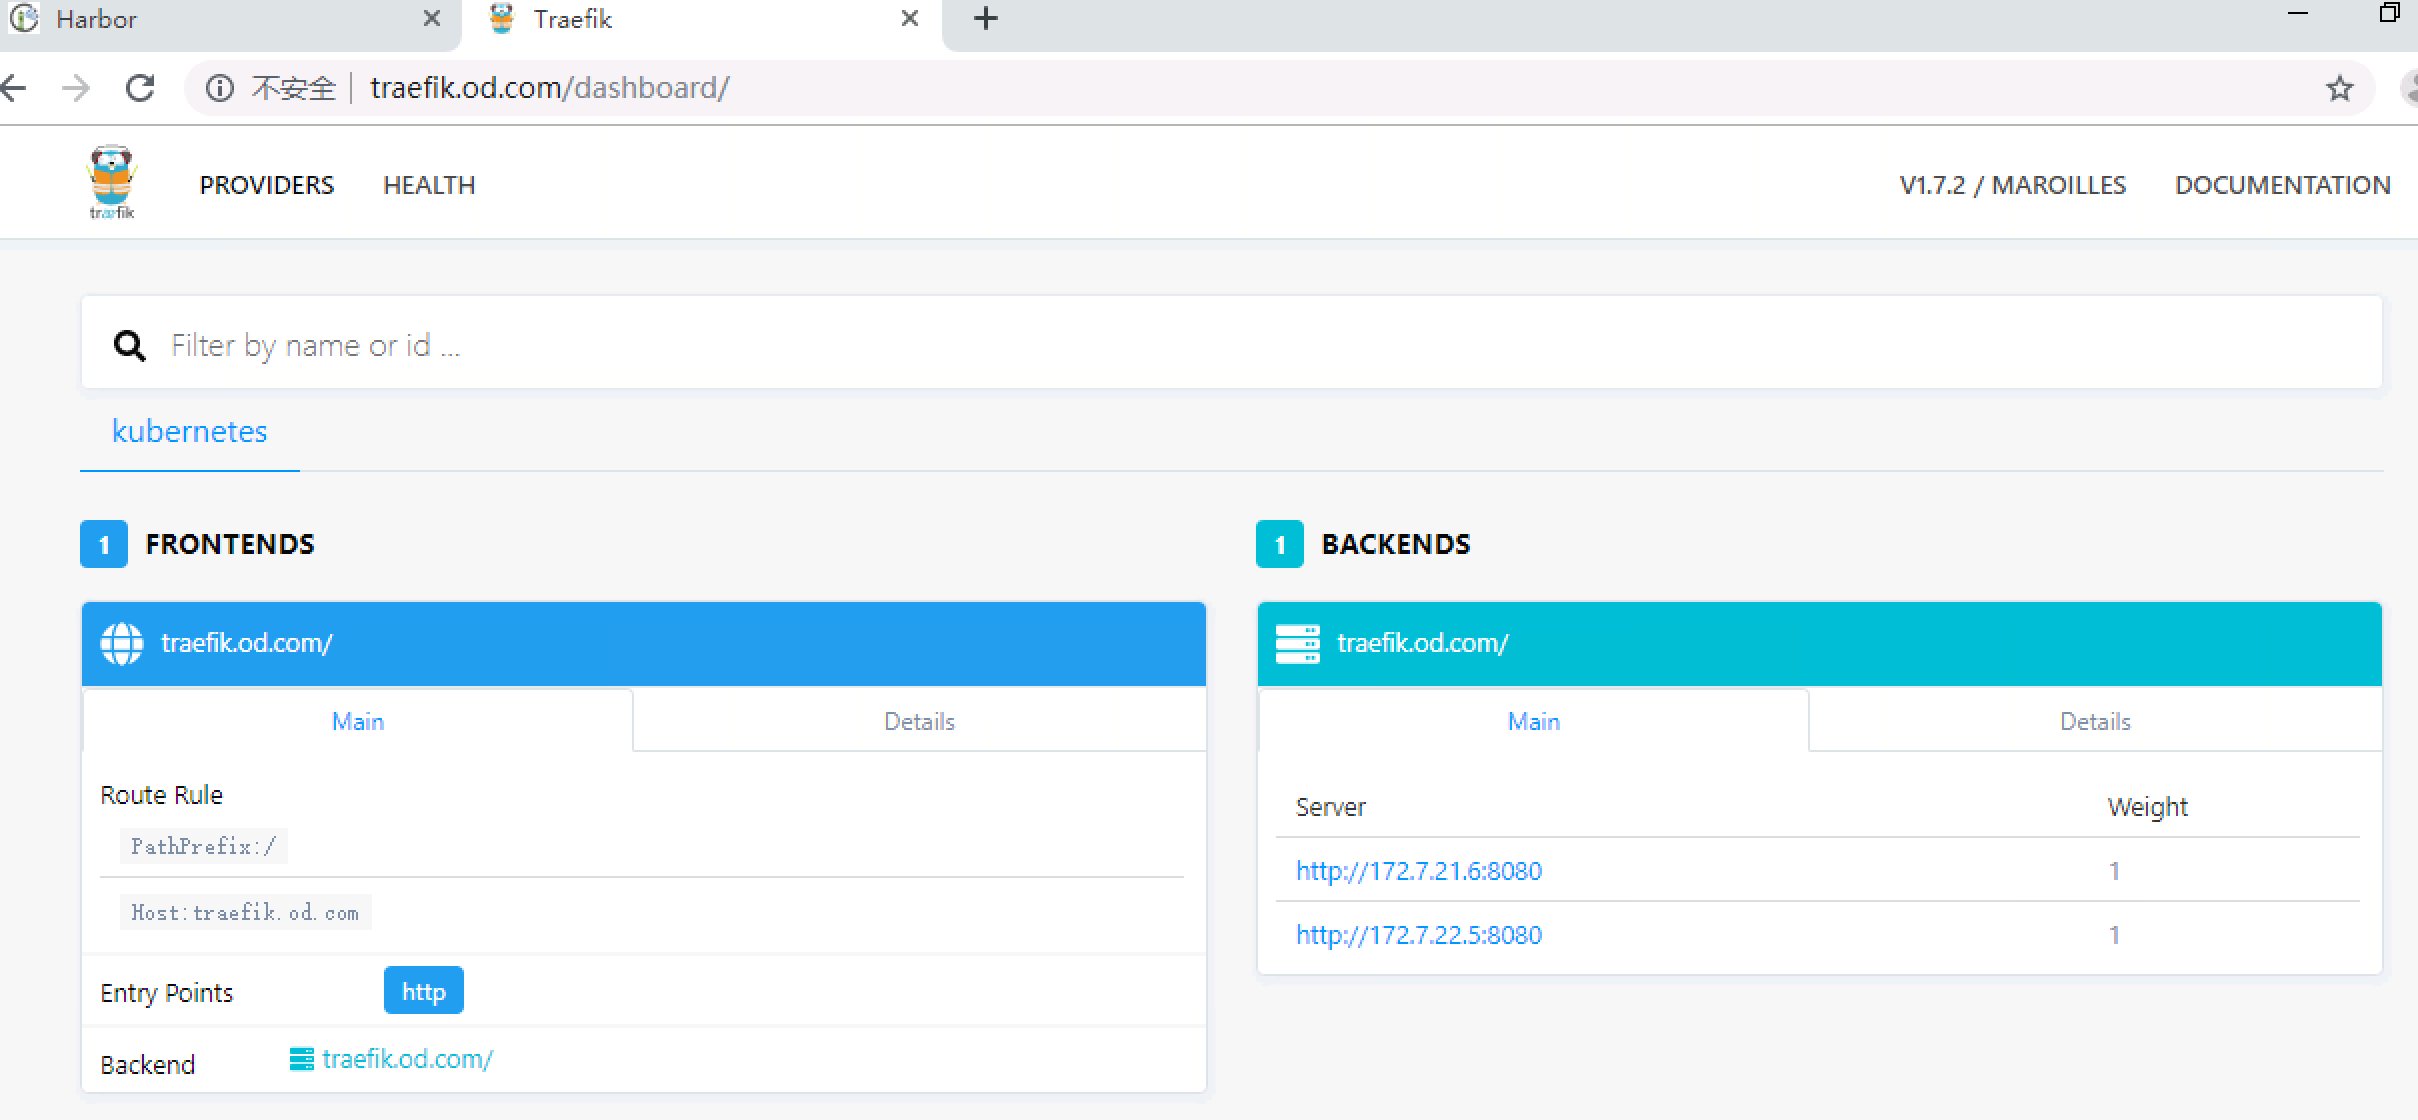 Harbor
Traefik
不安全
traefik.od.com/dashboard/
træfik
PROVIDERS
HEALTH
V1.7.2 / MAROILLES
DOCUMENTATION
Filter by name or id ...
kubernetes
1 FRONTENDS
traefik.od.com/
Main
Details
Route Rule
PathPrefix:/
Host:traefik.od.com
Entry Points
http
Backend
traefik.od.com/
1 BACKENDS
traefik.od.com/
Main
Details
Server
Weight
http://172.7.21.6:8080
1
http://172.7.22.5:8080
1